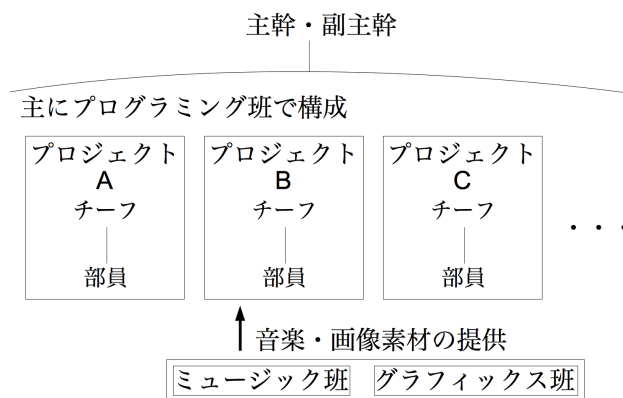 主幹・副主幹
主にプログラミング班で構成
プロジェクト
A
チーフ
部員
プロジェクト
B
チーフ
部員
プロジェクト
C
チーフ
部員
・・・
音楽・画像素材の提供
ミュージック班
グラフィックス班